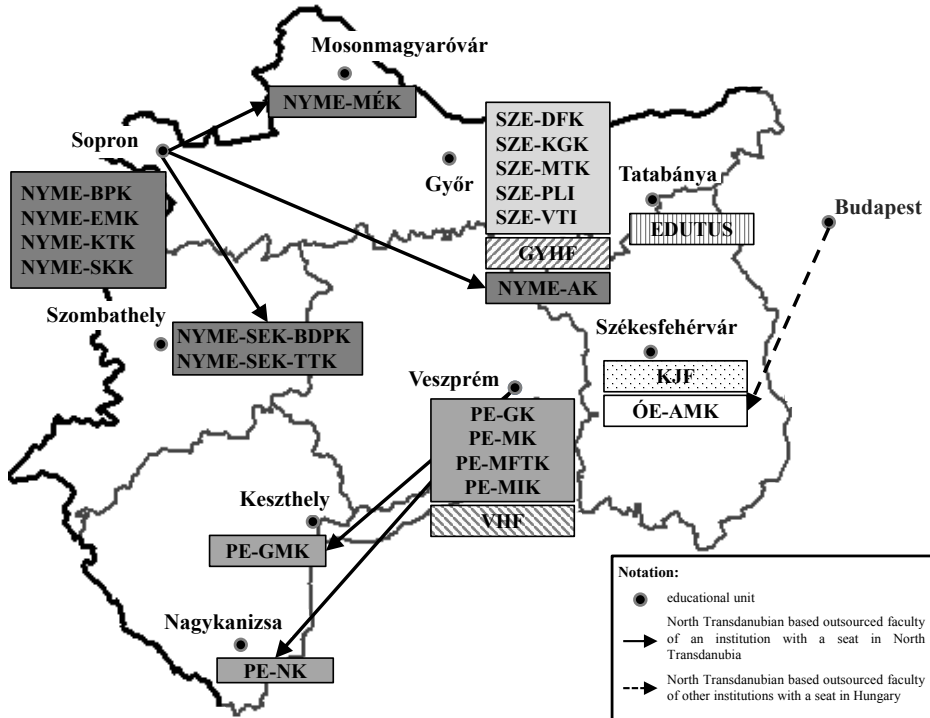 Mosonmagyaróvár
NYME-MÉK
Sopron
NYME-BPK
NYME-EMK
NYME-KTK
NYME-SKK
Győr
SZE-DFK
SZE-KGK
SZE-MTK
SZE-PLI
SZE-VTI
GYHF
NYME-AK
Tatabánya
EDUTUS
Budapest
Szombathely
NYME-SEK-BDPK
NYME-SEK-TTK
Székesfehérvár
KJF
ÓE-AMK
Veszprém
PE-GK
PE-MK
PE-MFTK
PE-MIK
VHF
Keszthely
PE-GMK
Nagykanizsa
PE-NK
Notation:
educational unit
North Transdanubian based outsourced faculty
of an institution with a seat in North
Transdanubia
North Transdanubian based outsourced faculty
of other institutions with a seat in Hungary